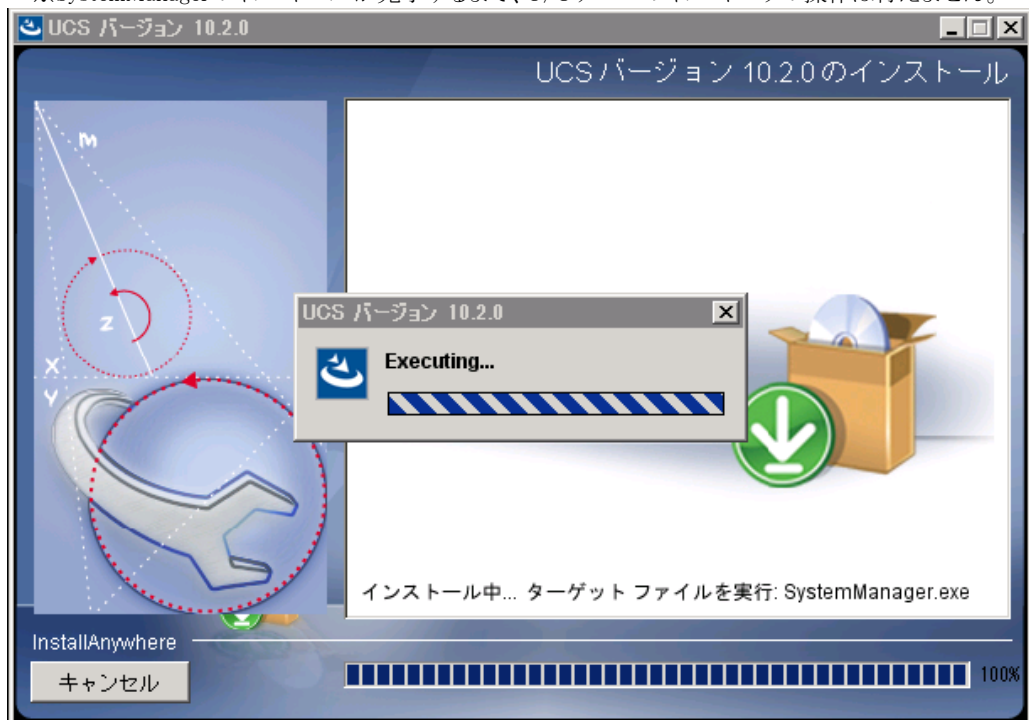 UCS バージョン 10.2.0
UCS バージョン 10.2.0 のインストール
m
z
X
Y
UCS バージョン 10.2.0
Executing...
インストール中... ターゲット ファイルを実行: SystemManager.exe
InstallAnywhere
キャンセル
100%